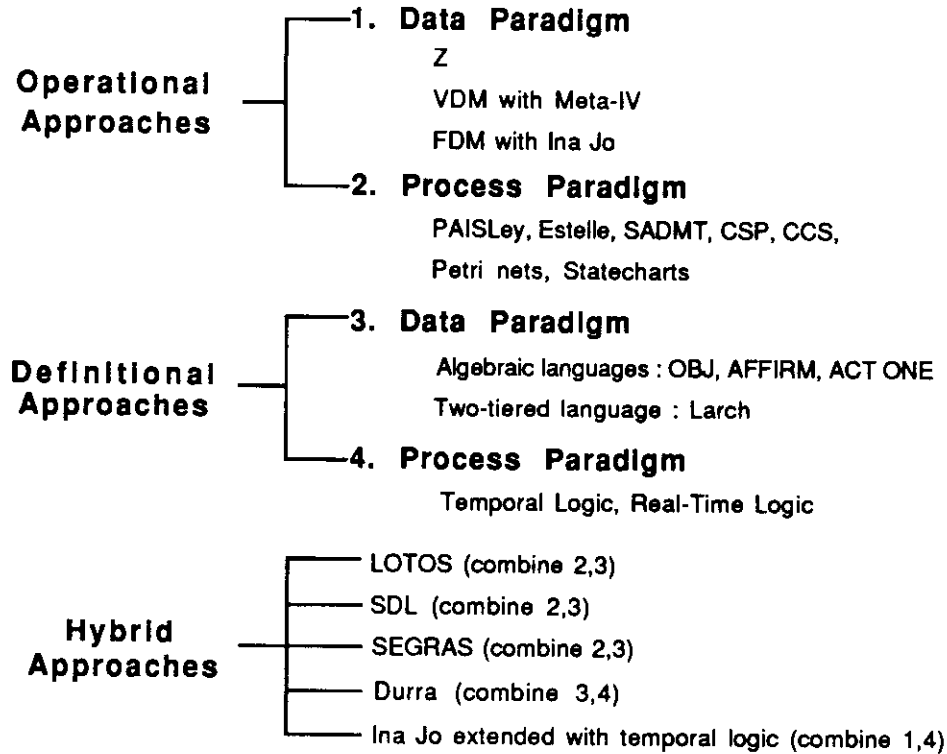 1. Data Paradigm
Z
VDM with Meta-IV
FDM with Ina Jo
Operational
Approaches
2. Process Paradigm
PAISLey, Estelle, SADMT, CSP, CCS,
Petri nets, Statecharts
3. Data Paradigm
Algebraic languages : OBJ, AFFIRM, ACT ONE
Two-tiered language : Larch
Definitional
Approaches
4. Process Paradigm
Temporal Logic, Real-Time Logic
Hybrid
Approaches
LOTOS (combine 2,3)
SDL (combine 2,3)
SEGRAS (combine 2,3)
Durra (combine 3,4)
Ina Jo extended with temporal logic (combine 1,4)